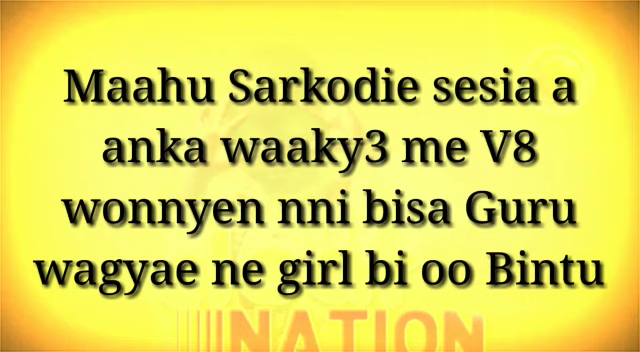 Maahu Sarkodie sesia a
anka waaky3 me V8
wonnyen nni bisa Guru
wagyae ne girl bi oo Bintu
NATION